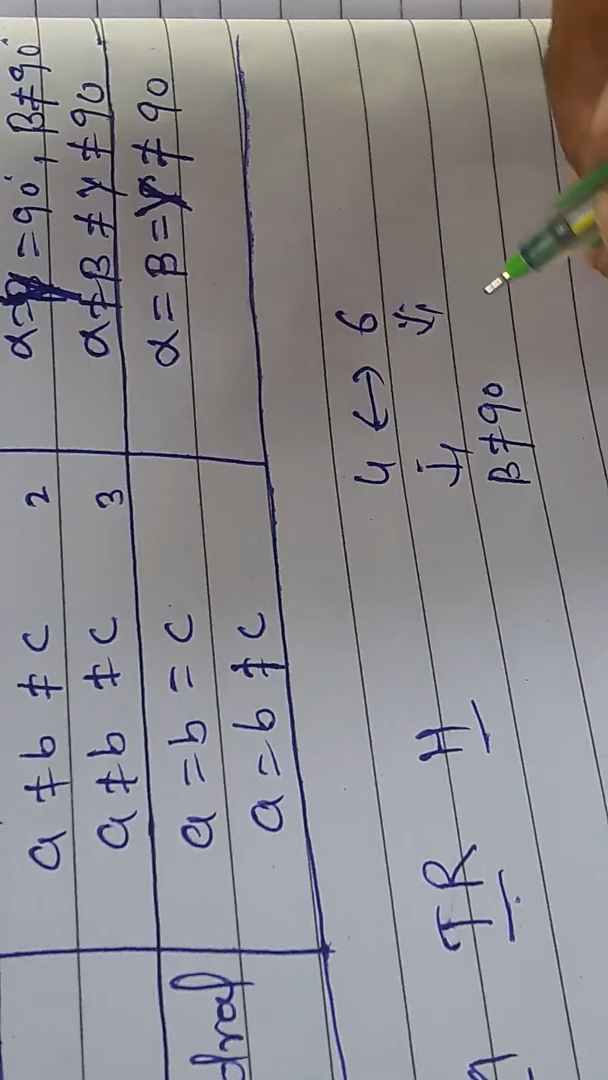 a ≠ b ≠ c 2 α = γ = 90°, β ≠ 90°
a ≠ b ≠ c 3 α ≠ β ≠ γ ≠ 90
dral a = b = c α = β = γ ≠ 90
a = b ≠ c
4 ↔ 6
↓ ↓
TR H β ≠ 90